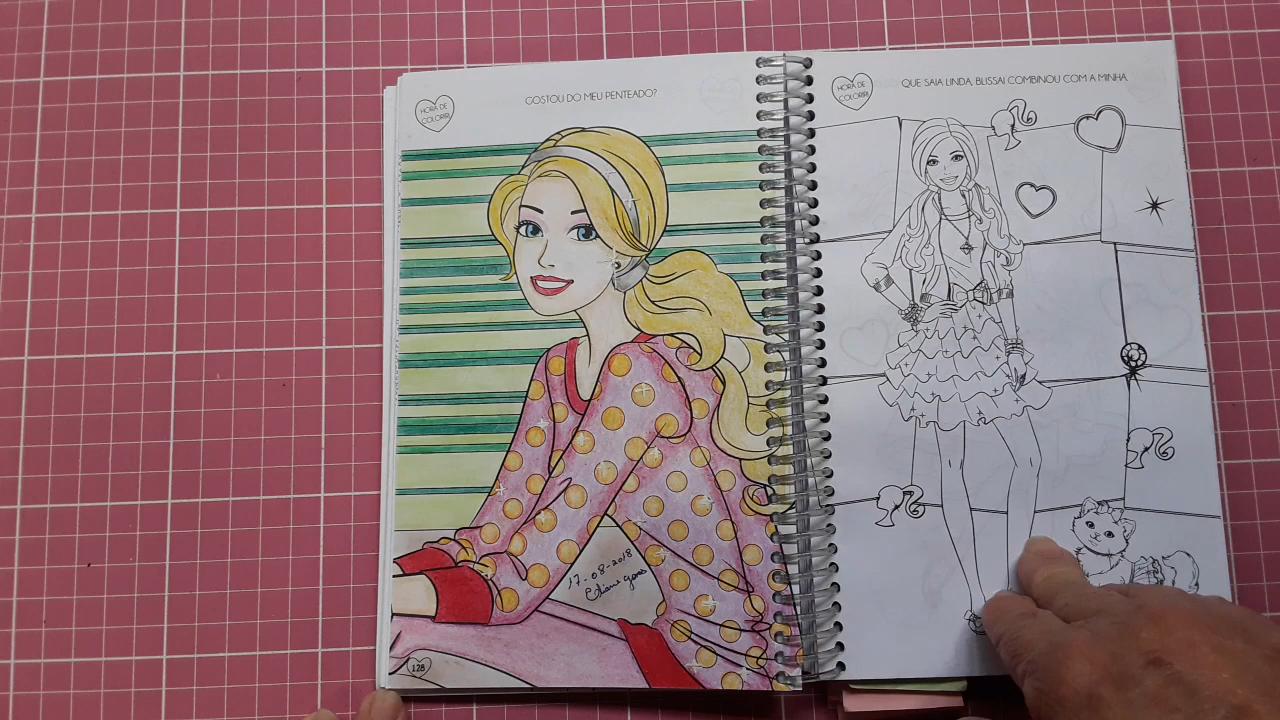 HORA DE
COLORIR!
GOSTOU DO MEU PENTEADO?
17-08-2018
128
HORA DE
COLORIR!
QUE SAIA LINDA, BLISSA! COMBINOU COM A MINHA.